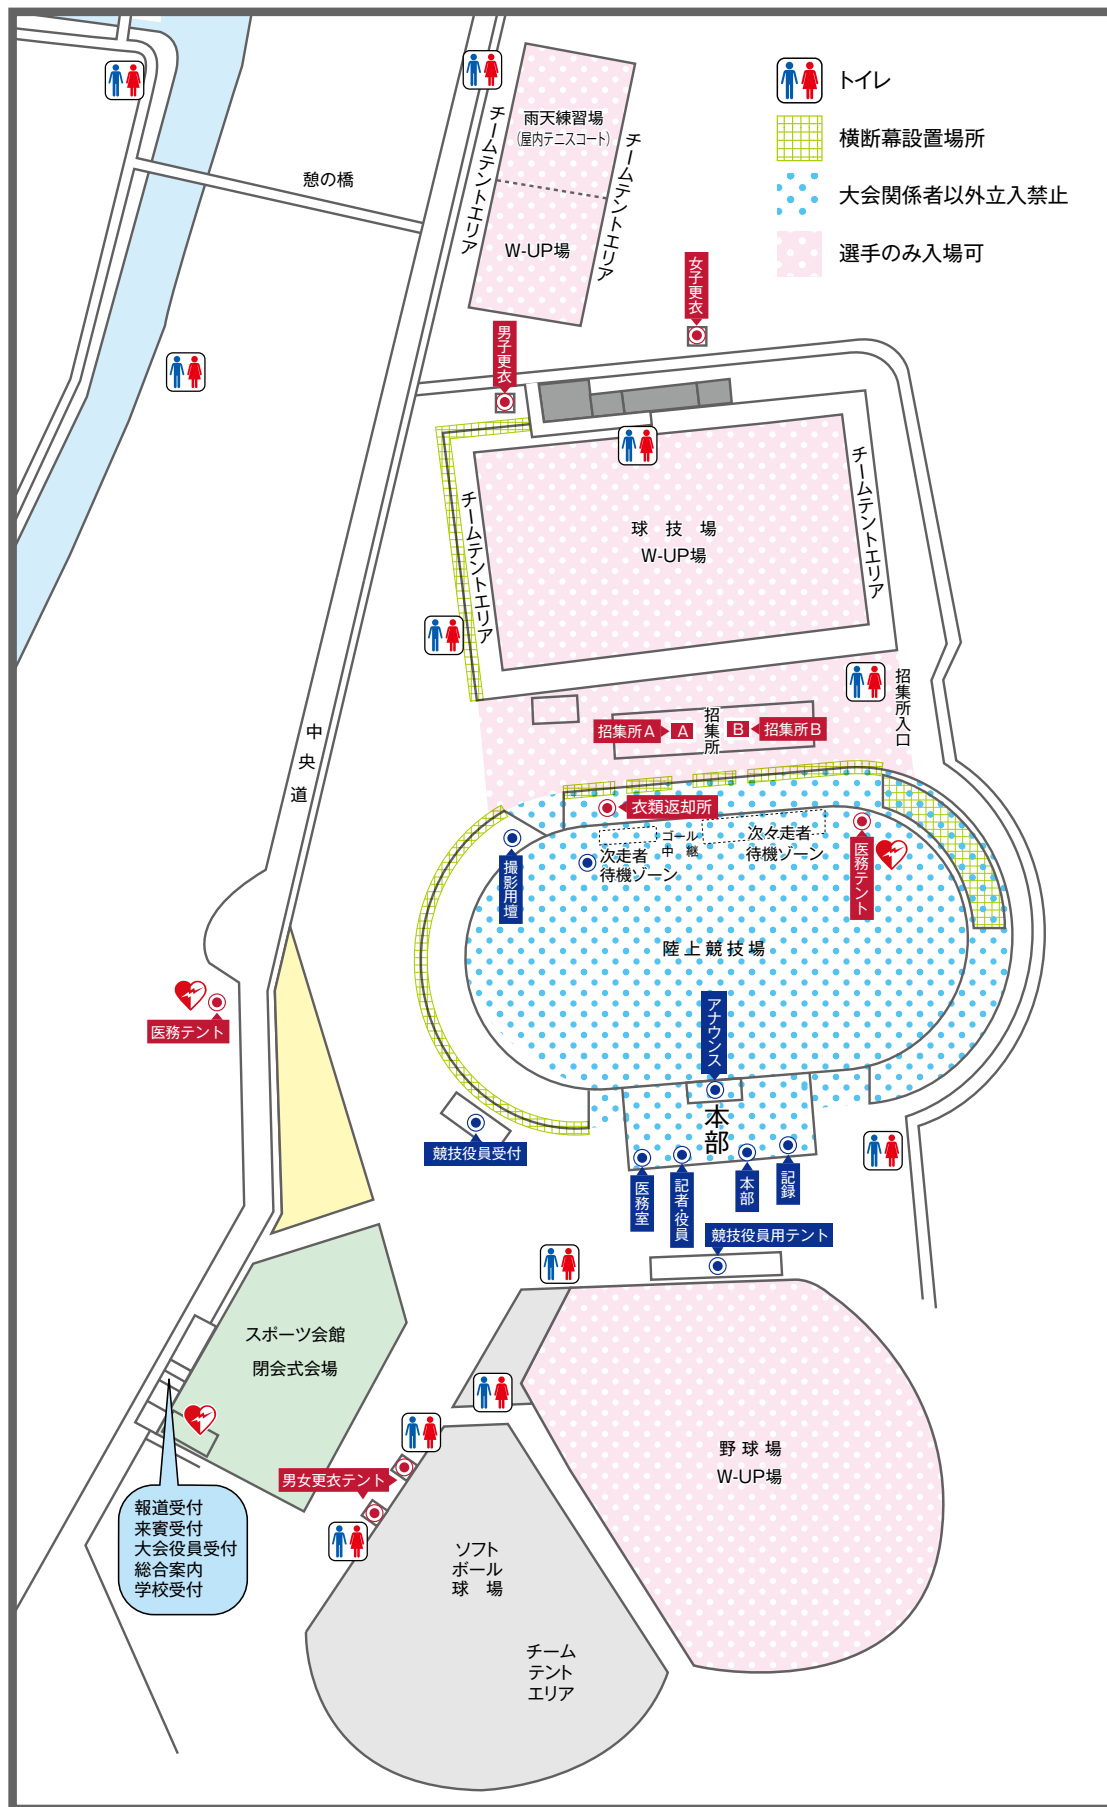 トイレ
横断幕設置場所
大会関係者以外立入禁止
選手のみ入場可
憩の橋
チームテントエリア
雨天練習場
(屋内テニスコート)
チームテントエリア
W-UP場
女子更衣
男子更衣
チームテントエリア
球技場
W-UP場
チームテントエリア
招集所入口
招集所A
A
招集所
B
招集所B
中央道
衣類返却所
ゴール
中継
次走者
待機ゾーン
次々走者
待機ゾーン
医務テント
撮影用壇
陸上競技場
アナウンス
本部
医務テント
競技役員受付
医務室
記者・役員
本部
記録
競技役員用テント
スポーツ会館
閉会式会場
報道受付
来賓受付
大会役員受付
総合案内
学校受付
男女更衣テント
野球場
W-UP場
ソフト
ボール
球場
チーム
テント
エリア